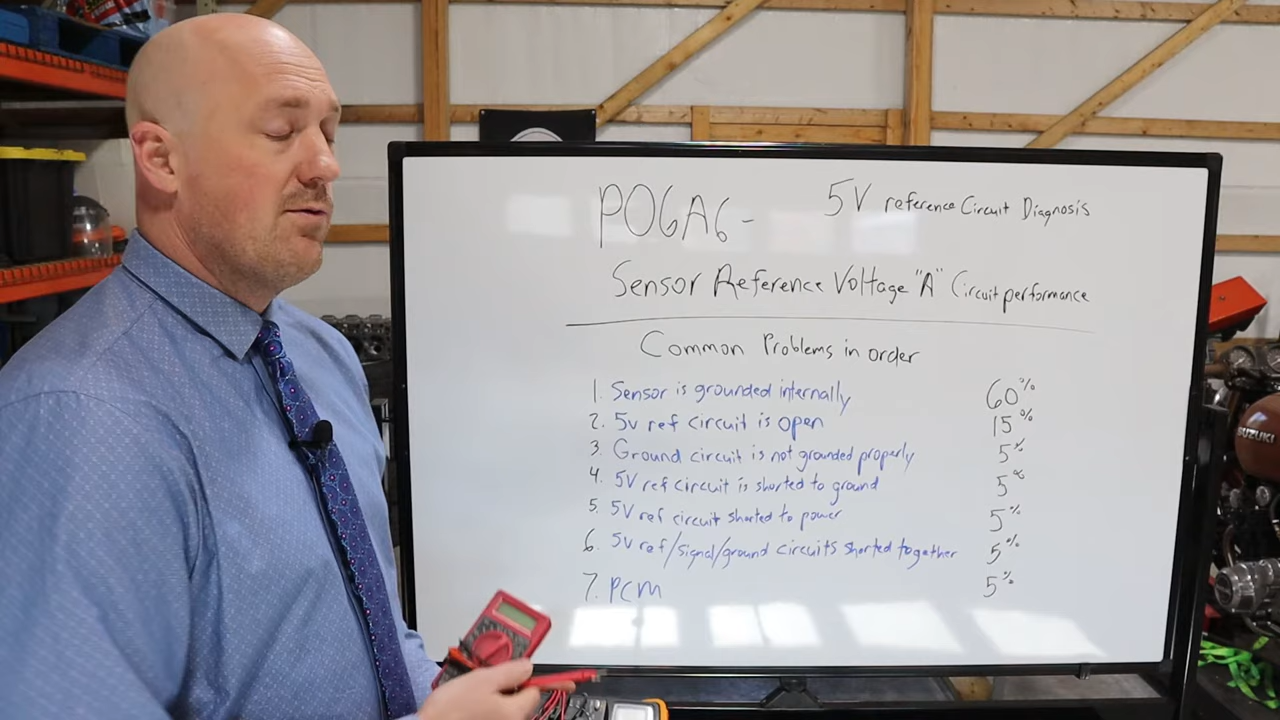 P06A6- 5V reference Circuit Diagnosis
Sensor Reference Voltage "A" Circuit performance
Common Problems in order
1. Sensor is grounded internally 60%
2. 5v ref circuit is open 15%
3. Ground circuit is not grounded properly 5%
4. 5V ref circuit is shorted to ground 5%
5. 5V ref circuit shorted to power 5%
6. 5V ref/signal/ground circuits shorted together 5%
7. PCM 5%
SUZUKI